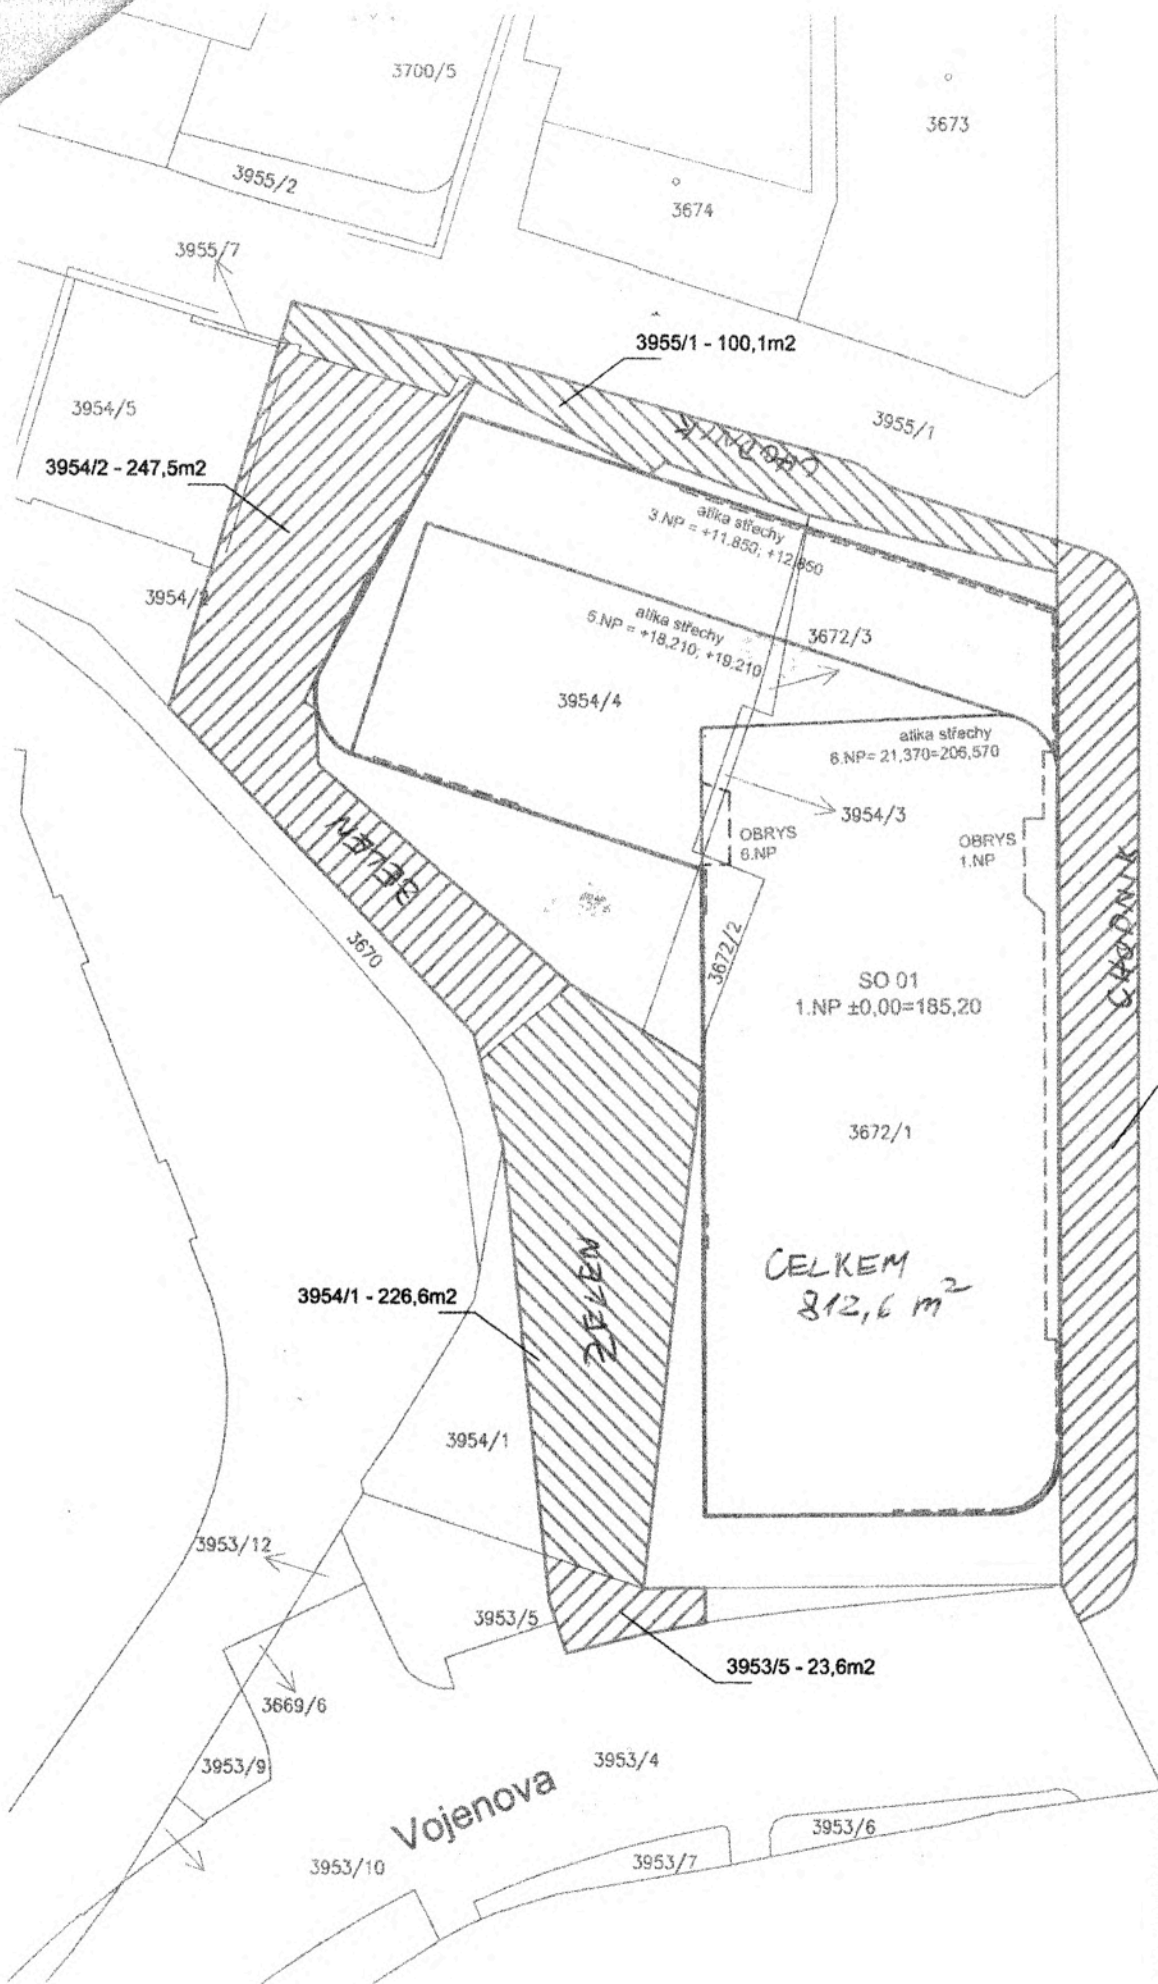 3700/5
3673
3955/2
3674
3955/7
3955/1 - 100,1m2
3954/5
3955/1
CHODNÍK
3954/2 - 247,5m2
atika střechy
3.NP = +11,850; +12,850
3954/2
atika střechy
5.NP = +18,210; +19,210
3672/3
3954/4
atika střechy
6.NP= 21,370=206,570
3954/3
OBRYS
6.NP
OBRYS
1.NP
ZELEŇ
3670
3672/2
CHODNÍK
SO 01
1.NP ±0,00=185,20
3672/1
CELKEM
812,6 m²
3954/1 - 226,6m2
ZELEŇ
3954/1
3953/12
3953/5
3953/5 - 23,6m2
3669/6
3953/9
3953/4
Vojenova
3953/6
3953/7
3953/10